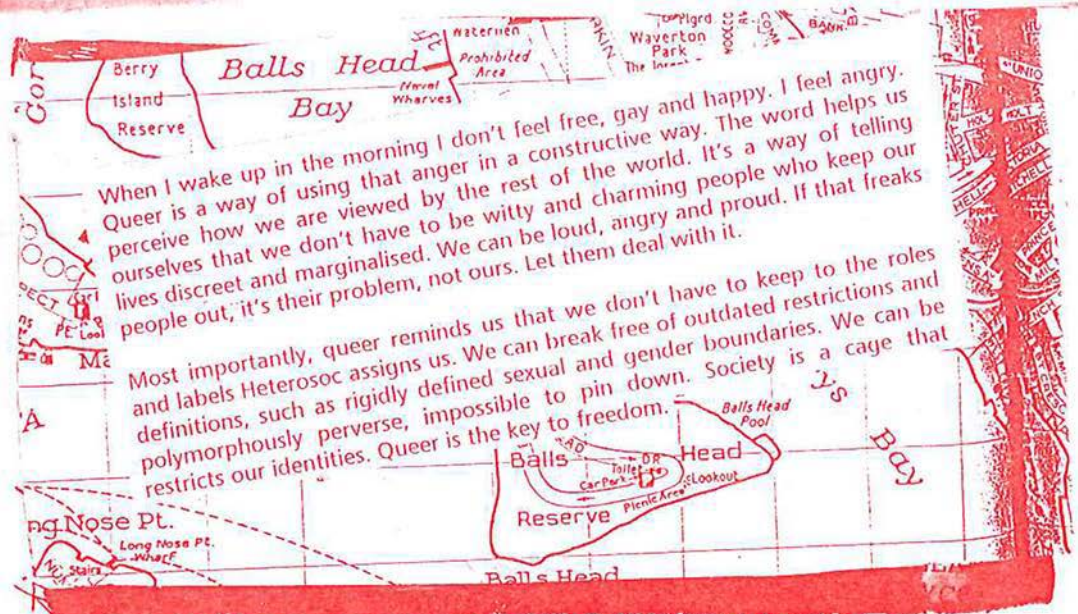 Berry
Island
Reserve
Balls Head
Bay
Naval
Wharves
Prohibited
Area
Waverton
Park
When I wake up in the morning I don't feel free, gay and happy. I feel angry.
Queer is a way of using that anger in a constructive way. The word helps us
perceive how we are viewed by the rest of the world. It's a way of telling
ourselves that we don't have to be witty and charming people who keep our
lives discreet and marginalised. We can be loud, angry and proud. If that freaks
people out, it's their problem, not ours. Let them deal with it.
Most importantly, queer reminds us that we don't have to keep to the roles
and labels Heterosoc assigns us. We can break free of outdated restrictions and
definitions, such as rigidly defined sexual and gender boundaries. We can be
polymorphously perverse, impossible to pin down. Society is a cage that
restricts our identities. Queer is the key to freedom.
Balls Head
Pool
Bay
Balls Head
Toilet
Car Park
Lookout
Picnic Area
Reserve
Nose Pt.
Long Nose Pt.
Wharf
Stairs
Balls Head